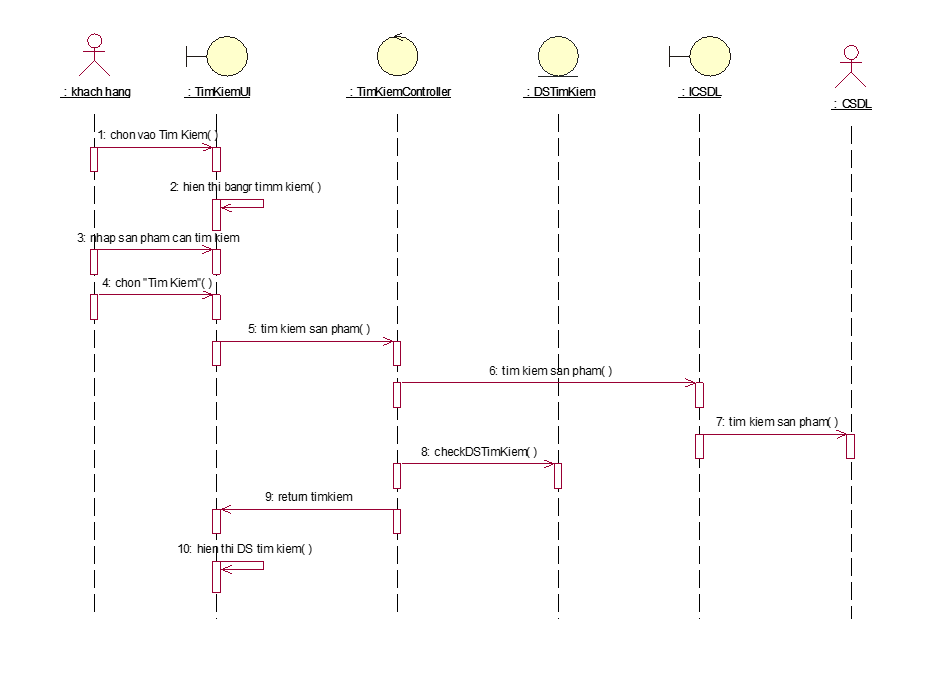 : khach hang
: TimKiemUI
: TimKiemController
: DSTimKiem
: ICSDL
: CSDL
1: chon vao Tim Kiem( )
2: hien thi bangr timm kiem( )
3: nhap san pham can tim kiem
4: chon "Tim Kiem"( )
5: tim kiem san pham( )
6: tim kiem san pham( )
7: tim kiem san pham( )
8: checkDSTimKiem( )
9: return timkiem
10: hien thi DS tim kiem( )